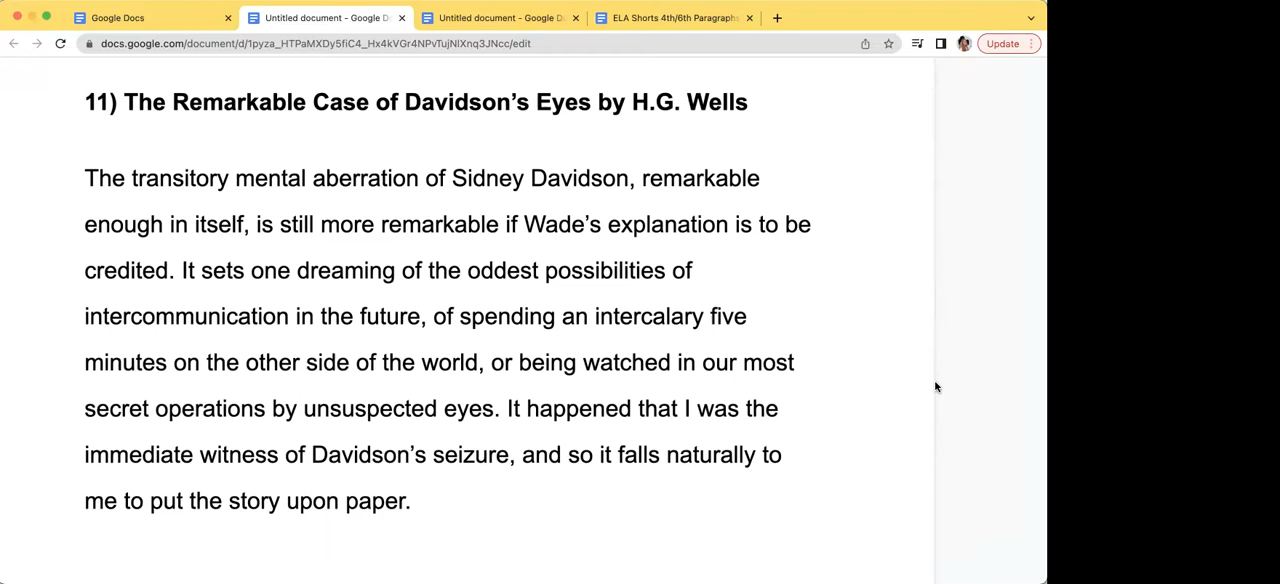 Google Docs
Untitled document - Google D
Untitled document - Google D
ELA Shorts 4th/6th Paragraphs
docs.google.com/document/d/1pyza_HTPaMXDy5fiC4_Hx4kVGr4NPvTujNlXnq3JNcc/edit
Update
11) The Remarkable Case of Davidson’s Eyes by H.G. Wells
The transitory mental aberration of Sidney Davidson, remarkable
enough in itself, is still more remarkable if Wade’s explanation is to be
credited. It sets one dreaming of the oddest possibilities of
intercommunication in the future, of spending an intercalary five
minutes on the other side of the world, or being watched in our most
secret operations by unsuspected eyes. It happened that I was the
immediate witness of Davidson’s seizure, and so it falls naturally to
me to put the story upon paper.